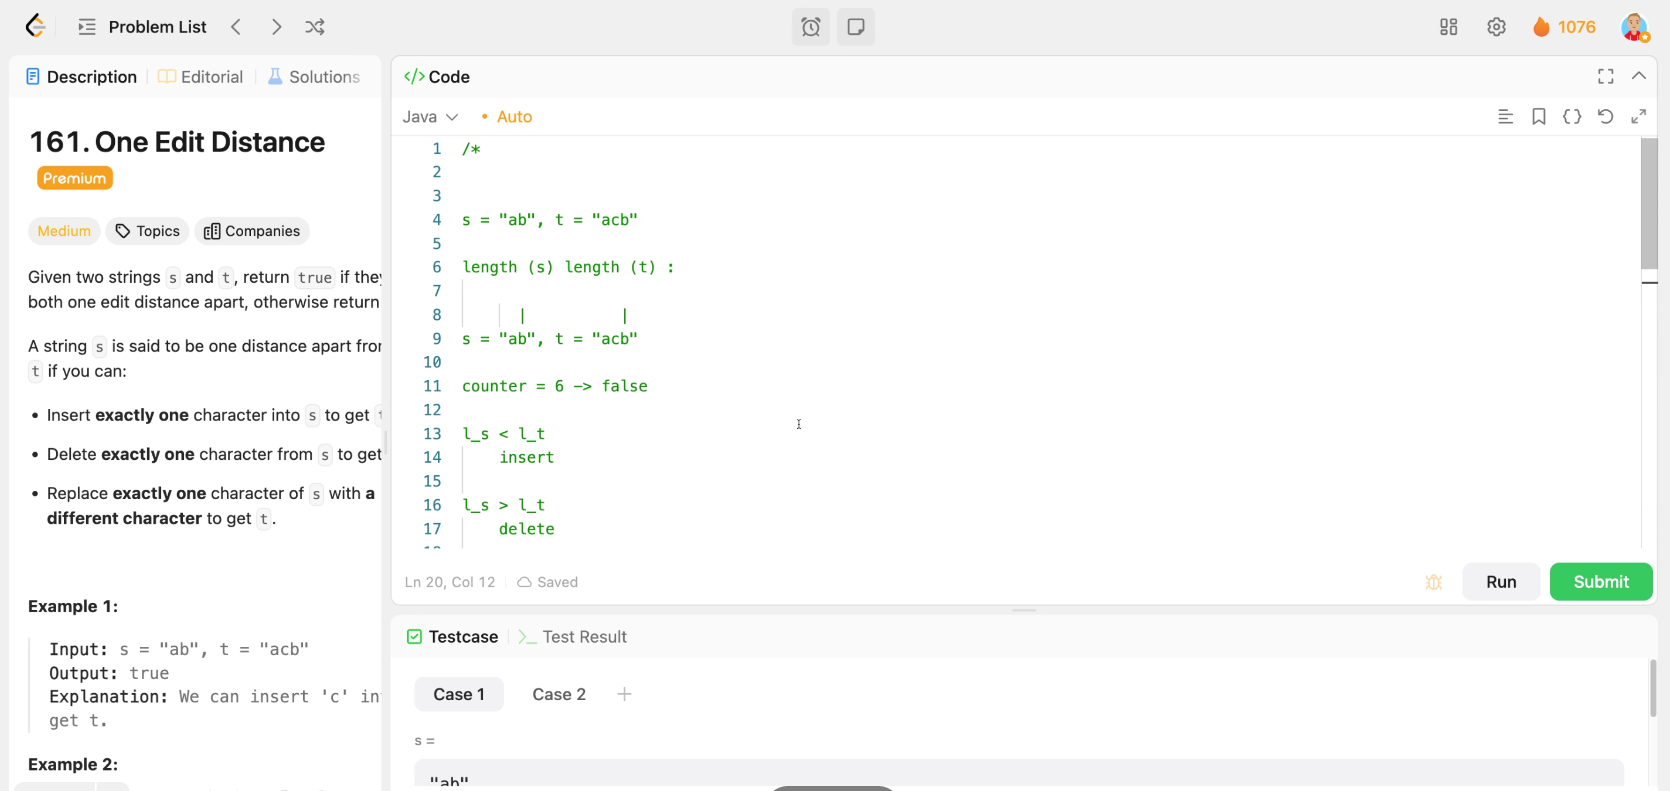 Problem List
1076
Description
Editorial
Solutions
</> Code
Java
• Auto
161. One Edit Distance
Premium
Medium
Topics
Companies
Given two strings s and t, return true if they
both one edit distance apart, otherwise return
A string s is said to be one distance apart from
t if you can:
• Insert exactly one character into s to get t
• Delete exactly one character from s to get
• Replace exactly one character of s with a
different character to get t.
Example 1:
Input: s = "ab", t = "acb"
Output: true
Explanation: We can insert 'c' in
get t.
Example 2:
1 /*
2
3
4 s = "ab", t = "acb"
5
6 length (s) length (t) :
7
8 | |
9 s = "ab", t = "acb"
10
11 counter = 6 -> false
12
13 l_s < l_t
14 insert
15
16 l_s > l_t
17 delete
Ln 20, Col 12
Saved
Run
Submit
Testcase
Test Result
Case 1
Case 2
+
s =
"ab"